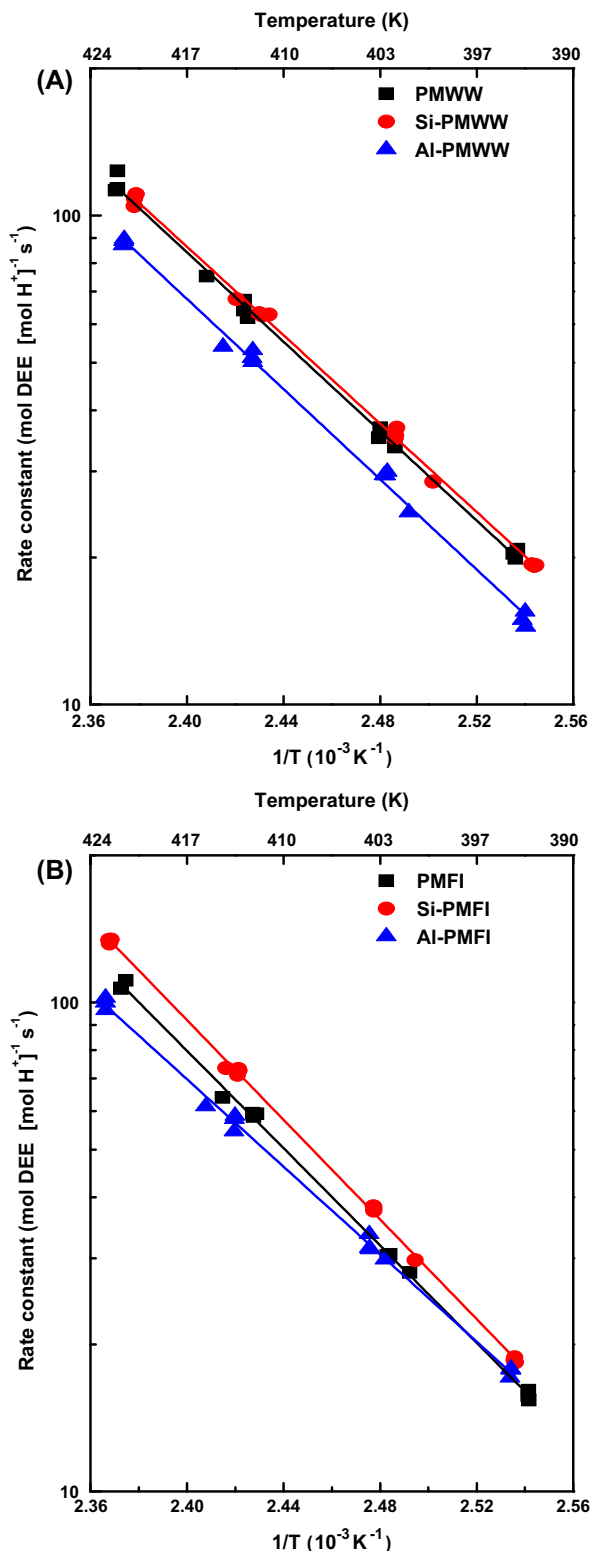 Temperature (K)
424 417 410 403 397 390
(A)
PMWW
Si-PMWW
Al-PMWW
100
10
Rate constant (mol DEE [mol H⁺]⁻¹ s⁻¹)
2.36 2.40 2.44 2.48 2.52 2.56
1/T (10⁻³ K⁻¹)
Temperature (K)
424 417 410 403 397 390
(B)
PMFI
Si-PMFI
Al-PMFI
100
10
Rate constant (mol DEE [mol H⁺]⁻¹ s⁻¹)
2.36 2.40 2.44 2.48 2.52 2.56
1/T (10⁻³ K⁻¹)